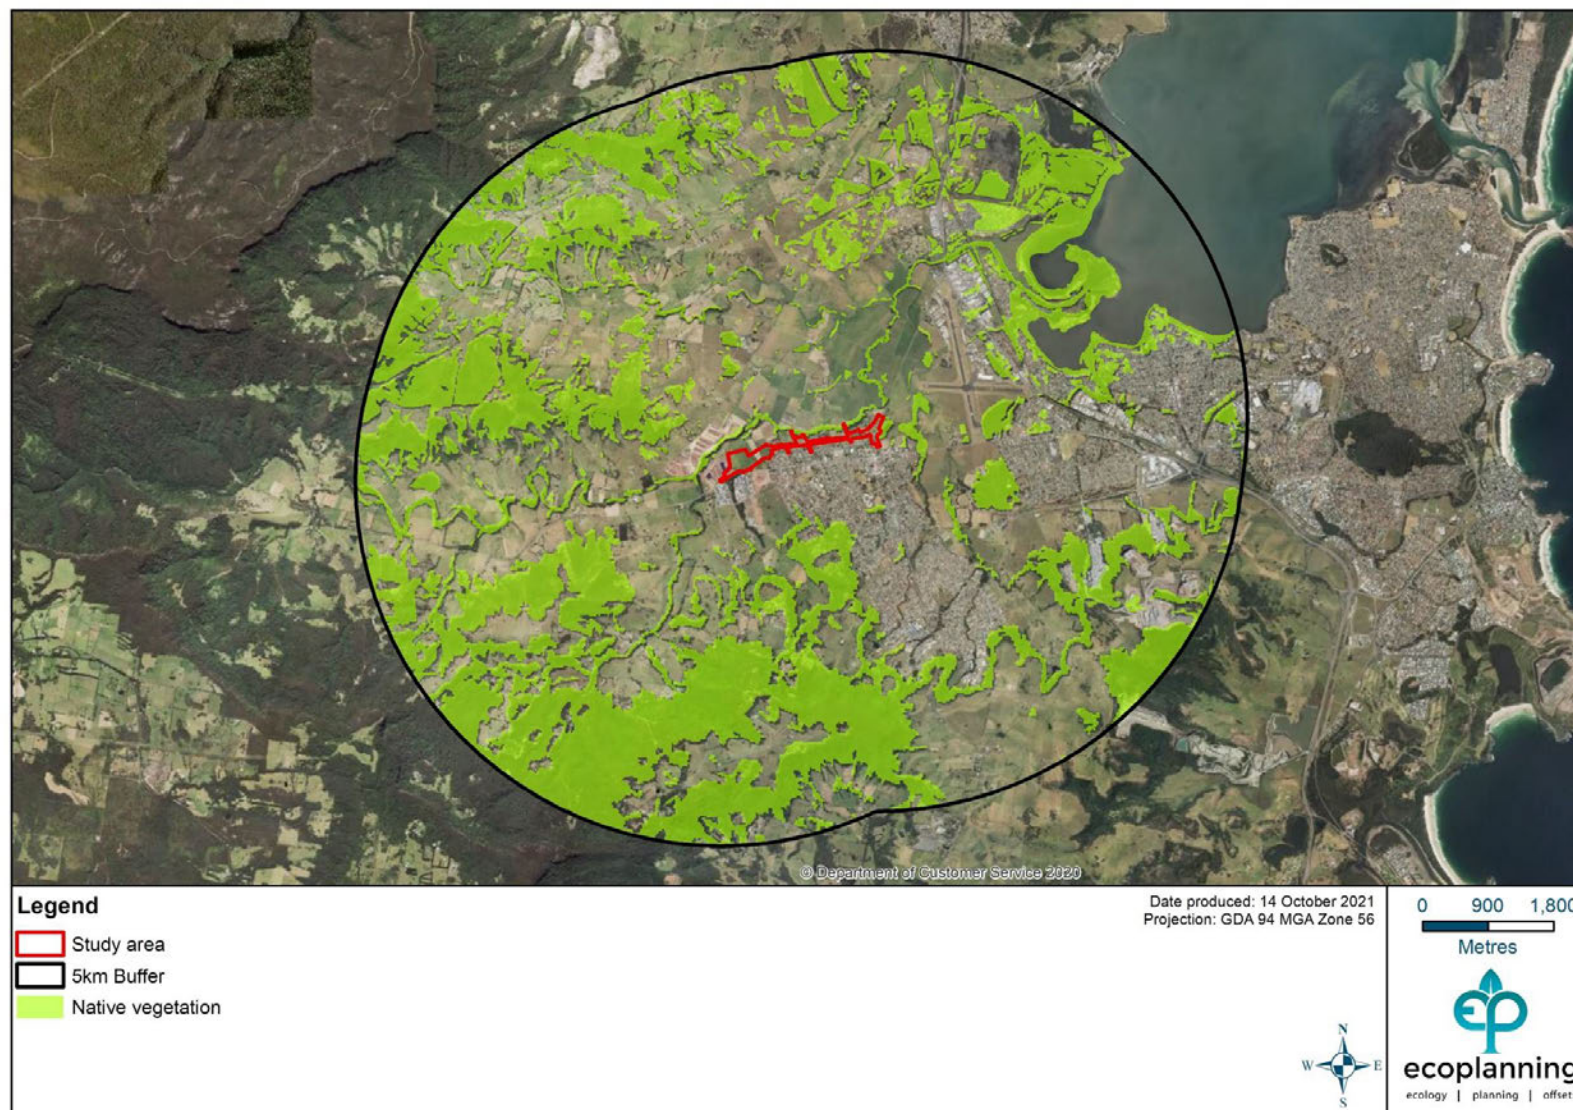 © Department of Customer Service 2020
Legend
Study area
5km Buffer
Native vegetation
Date produced: 14 October 2021
Projection: GDA 94 MGA Zone 56
0 900 1,800
Metres
N
W E
S
ep
ecoplanning
ecology | planning | offset